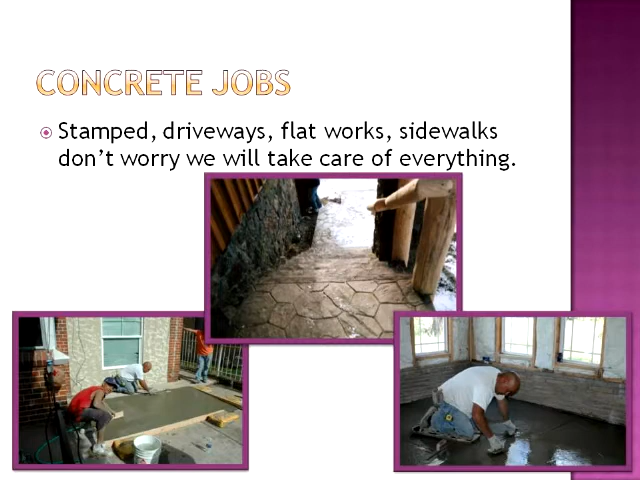 CONCRETE JOBS
Stamped, driveways, flat works, sidewalks
don't worry we will take care of everything.